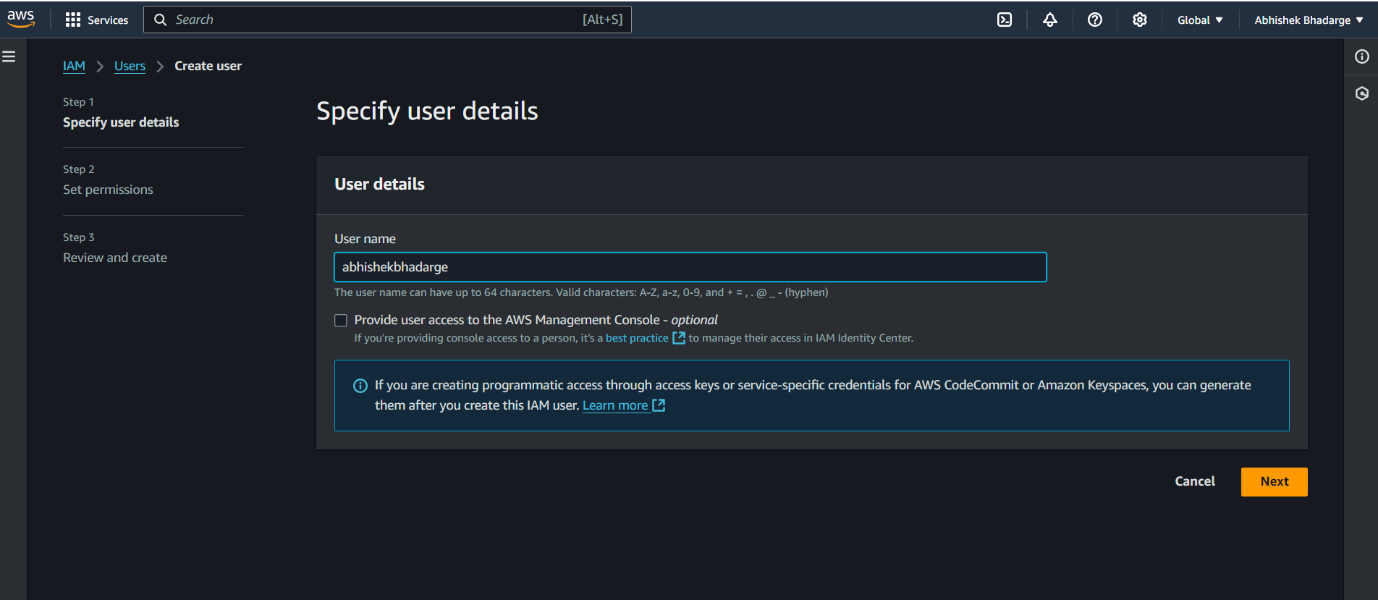 aws Services Search [Alt+S] Global Abhishek Bhadarge
IAM > Users > Create user
Step 1
Specify user details
Step 2
Set permissions
Step 3
Review and create
Specify user details
User details
User name
abhishekbhadarge
The user name can have up to 64 characters. Valid characters: A-Z, a-z, 0-9, and + = , . @ _ - (hyphen)
Provide user access to the AWS Management Console - optional
If you're providing console access to a person, it's a best practice to manage their access in IAM Identity Center.
If you are creating programmatic access through access keys or service-specific credentials for AWS CodeCommit or Amazon Keyspaces, you can generate
them after you create this IAM user. Learn more
Cancel Next